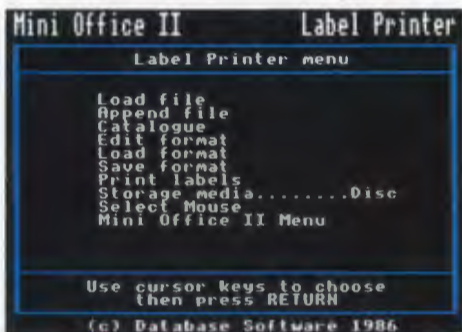 Mini Office II Label Printer
Label Printer menu
Load file
Append file
Catalogue
Edit format
Load format
Save format
Print labels
Storage media........Disc
Select Mouse
Mini Office II Menu
Use cursor keys to choose
then press RETURN
(c) Database Software 1986